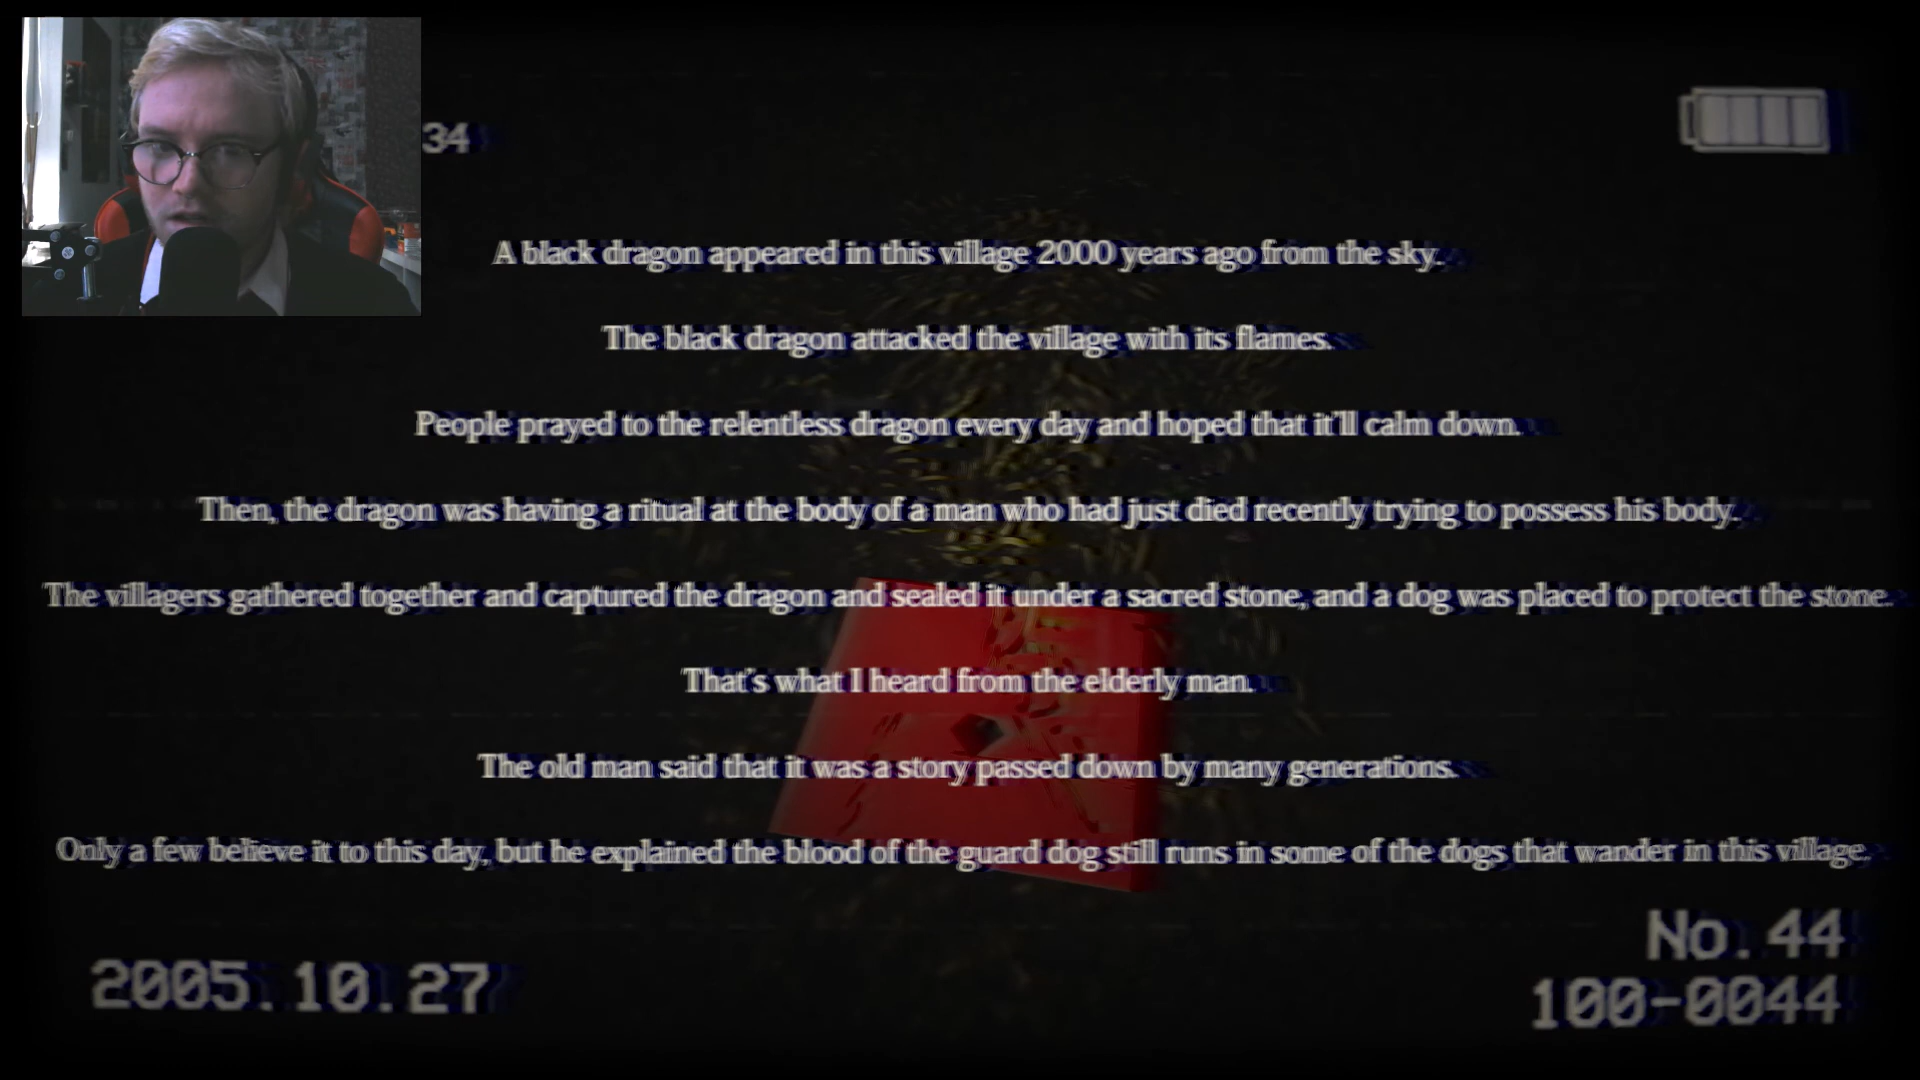 34
A black dragon appeared in this village 2000 years ago from the sky.
The black dragon attacked the village with its flames.
People prayed to the relentless dragon every day and hoped that it'll calm down.
Then, the dragon was having a ritual at the body of a man who had just died recently trying to possess his body.
The villagers gathered together and captured the dragon and sealed it under a sacred stone, and a dog was placed to protect the stone.
That's what I heard from the elderly man.
The old man said that it was a story passed down by many generations.
Only a few believe it to this day, but he explained the blood of the guard dog still runs in some of the dogs that wander in this village.
No.44
2005.10.27
100-0044